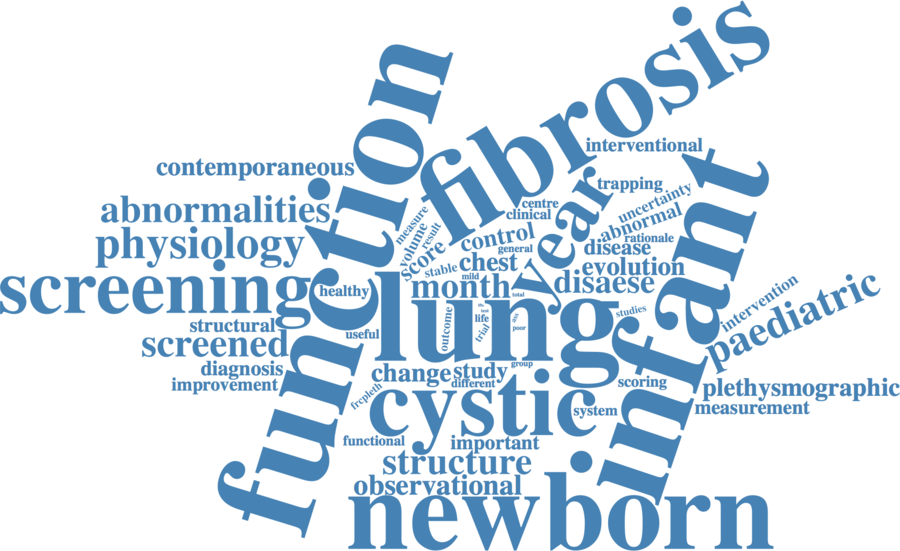 fibrosis
function
interventional
contemporaneous
infant
trapping
year
uncertainty
centre
clinical
abnormalities
measure
volume
result
abnormal
rationale
control
general
disease
physiology
score
chest
evolution
stable
mild
month
disaese
screening
healthy
total
lung
intervention
paediatric
life
test
trial
outcome
poor
studies
structural
useful
screened
diagnosis
change
study
group
different
improvement
scoring
plethysmographic
frcpleth
cystic
system
measurement
functional
important
structure
observational
newborn